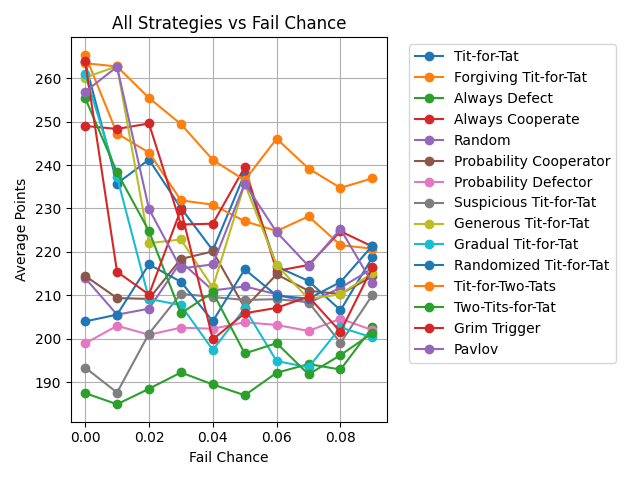 All Strategies vs Fail Chance
Average Points
260
250
240
230
220
210
200
190
0.00
0.02
0.04
0.06
0.08
Fail Chance
Tit-for-Tat
Forgiving Tit-for-Tat
Always Defect
Always Cooperate
Random
Probability Cooperator
Probability Defector
Suspicious Tit-for-Tat
Generous Tit-for-Tat
Gradual Tit-for-Tat
Randomized Tit-for-Tat
Tit-for-Two-Tats
Two-Tits-for-Tat
Grim Trigger
Pavlov